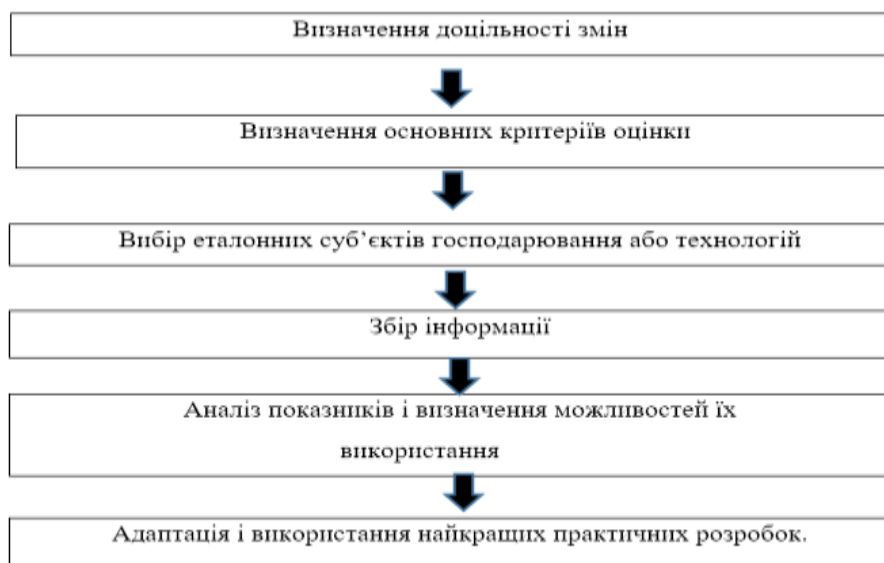 Визначення доцільності змін
Визначення основних критеріїв оцінки
Вибір еталонних суб’єктів господарювання або технологій
Збір інформації
Аналіз показників і визначення можливостей їх
використання
Адаптація і використання найкращих практичних розробок.